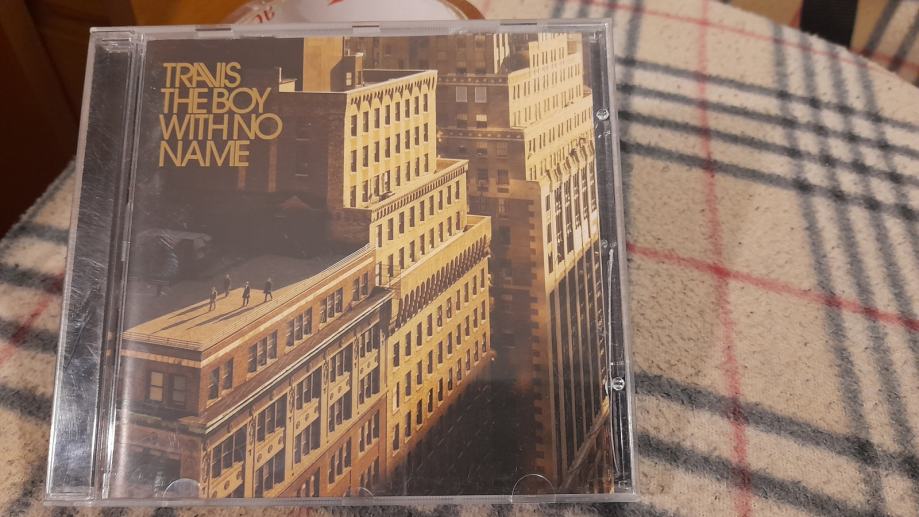 TRAVIS
THE BOY
WITH NO
NAME